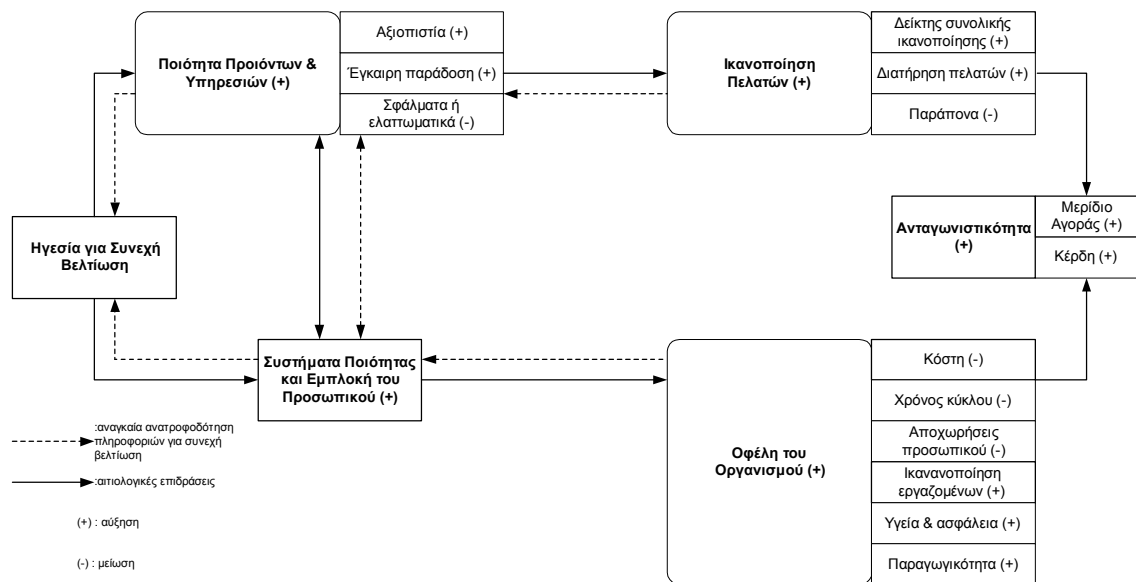 Ποιότητα Προιόντων &
Υπηρεσιών (+)
Αξιοπιστία (+)
Έγκαιρη παράδοση (+)
Σφάλματα ή
ελαττωματικά (-)
Ικανοποίηση
Πελατών (+)
Δείκτης συνολικής
ικανοποίησης (+)
Διατήρηση πελατών (+)
Παράπονα (-)
Ηγεσία για Συνεχή
Βελτίωση
Ανταγωνιστικότητα
(+)
Μερίδιο
Αγοράς (+)
Κέρδη (+)
Συστήματα Ποιότητας
και Εμπλοκή του
Προσωπικού (+)
Οφέλη του
Οργανισμού (+)
Κόστη (-)
Χρόνος κύκλου (-)
Αποχωρήσεις
προσωπικού (-)
Ικανανοποίηση
εργαζομένων (+)
Υγεία & ασφάλεια (+)
Παραγωγικότητα (+)
:αναγκαία ανατροφοδότηση
πληροφοριών για συνεχή
βελτίωση
:αιτιολογικές επιδράσεις
(+) : αύξηση
(-) : μείωση